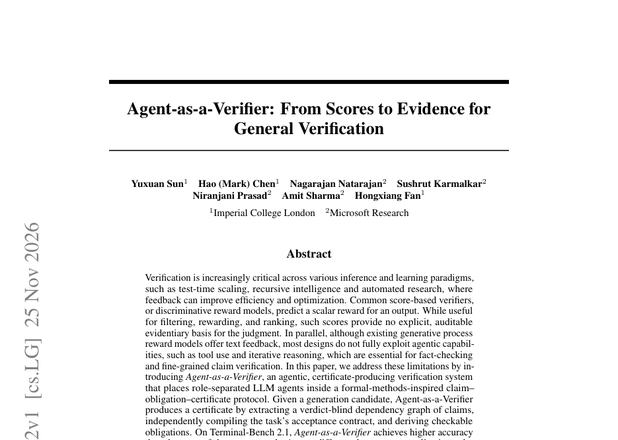 Agent-as-a-Verifier: From Scores to Evidence for
General Verification
Yuxuan Sun¹ Hao (Mark) Chen¹ Nagarajan Natarajan² Sushrut Karmalkar²
Niranjani Prasad² Amit Sharma² Hongxiang Fan¹
¹Imperial College London ²Microsoft Research
Abstract
Verification is increasingly critical across various inference and learning paradigms,
such as test-time scaling, recursive intelligence and automated research, where
feedback can improve efficiency and optimization. Common score-based verifiers,
or discriminative reward models, predict a scalar reward for an output. While useful
for filtering, rewarding, and ranking, such scores provide no explicit, auditable
evidentiary basis for the judgment. In parallel, although existing generative process
reward models offer text feedback, most do not fully exploit agentic capabili-
ties, such as tool use and iterative reasoning, which are essential for fact-checking
and fine-grained claim verification. In this paper, we address these limitations by in-
troducing Agent-as-a-Verifier, an agentic, certificate-producing verification system
that places role-separated LLM agents inside a formal-methods-inspired claim–
obligation–certificate protocol. Given a generation candidate, Agent-as-a-Verifier
produces a certificate by extracting a verdict-blind dependency graph of claims,
independently compiling the task's acceptance contract, and deriving checkable
obligations. On Terminal-Bench 2.1, Agent-as-a-Verifier achieves higher accuracy
2v1 [cs.LG] 25 Nov 2026